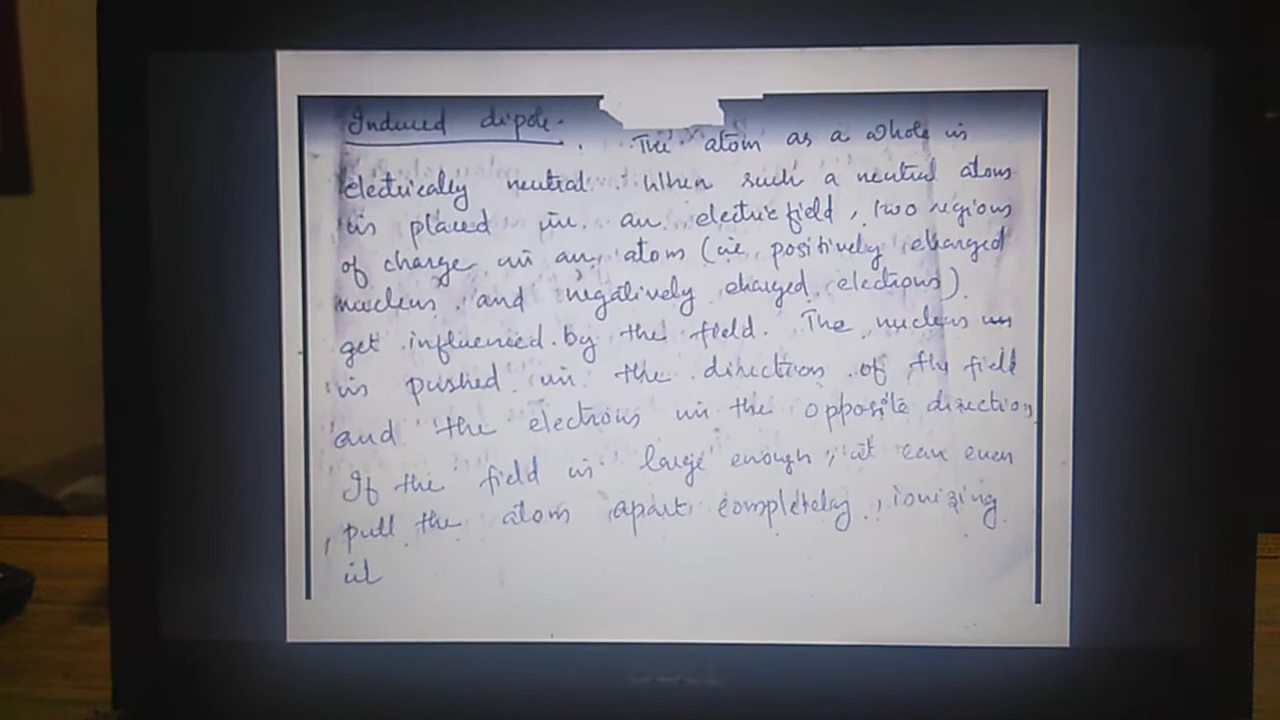 Induced dipole.
The atom as a whole is
electrically neutral. When such a neutral atom
is placed in an electric field, two regions
of charge in an atom (ie, positively charged
nucleus and negatively charged electrons)
get influenced by the field. The nucleus
is pushed in the direction of the field
and the electrons in the opposite direction
If the field is large enough, it can even
pull the atom apart completely, ionizing
it